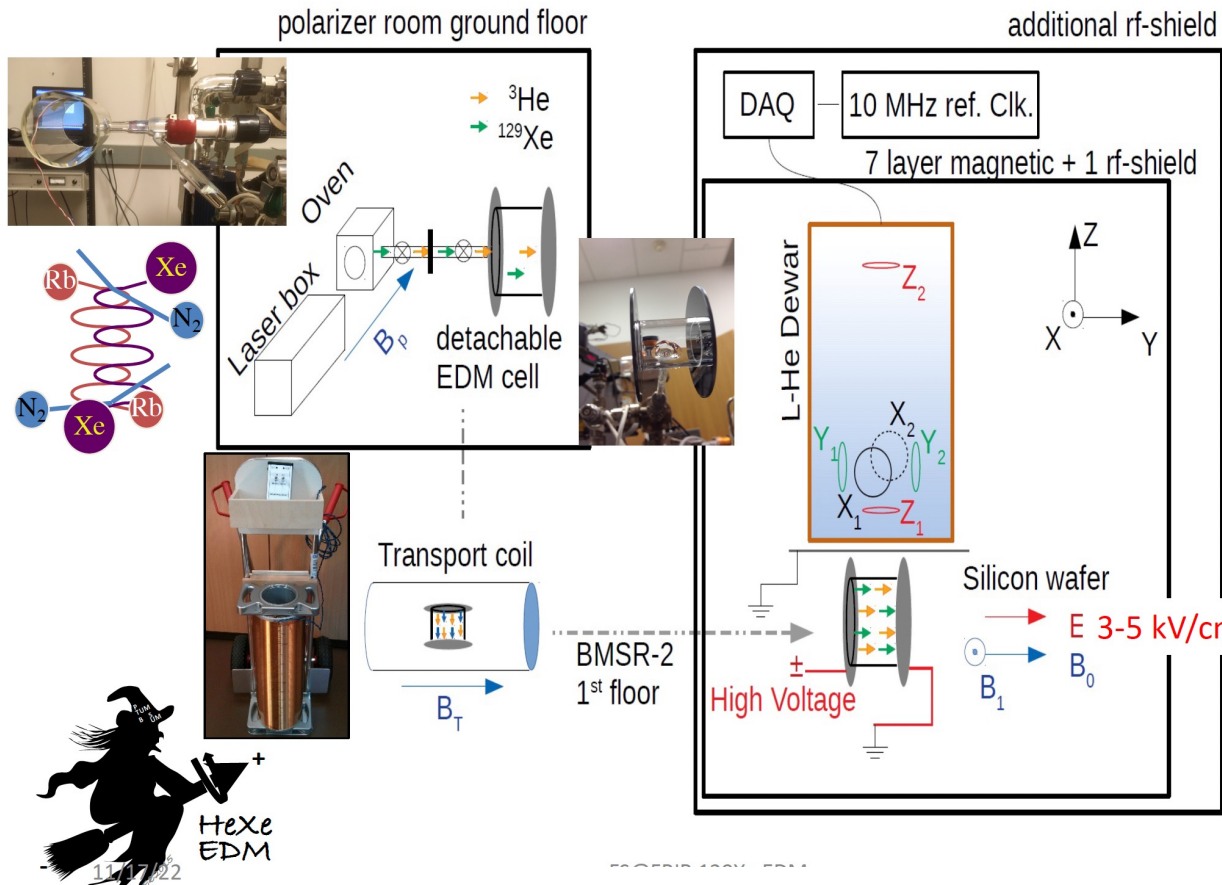 polarizer room ground floor
additional rf-shield
³He
¹²⁹Xe
DAQ
10 MHz ref. Clk.
7 layer magnetic + 1 rf-shield
Oven
Laser box
Bₚ
detachable
EDM cell
Xe
Rb
N₂
N₂
Xe
Rb
L-He Dewar
Z₂
Z
X
Y
X₂
Y₁
Y₂
X₁
Z₁
Transport coil
B_T
BMSR-2
1ˢᵗ floor
±
High Voltage
Silicon wafer
E 3-5 kV/cm
B₀
B₁
+
HeXe
EDM
-
11/17/22